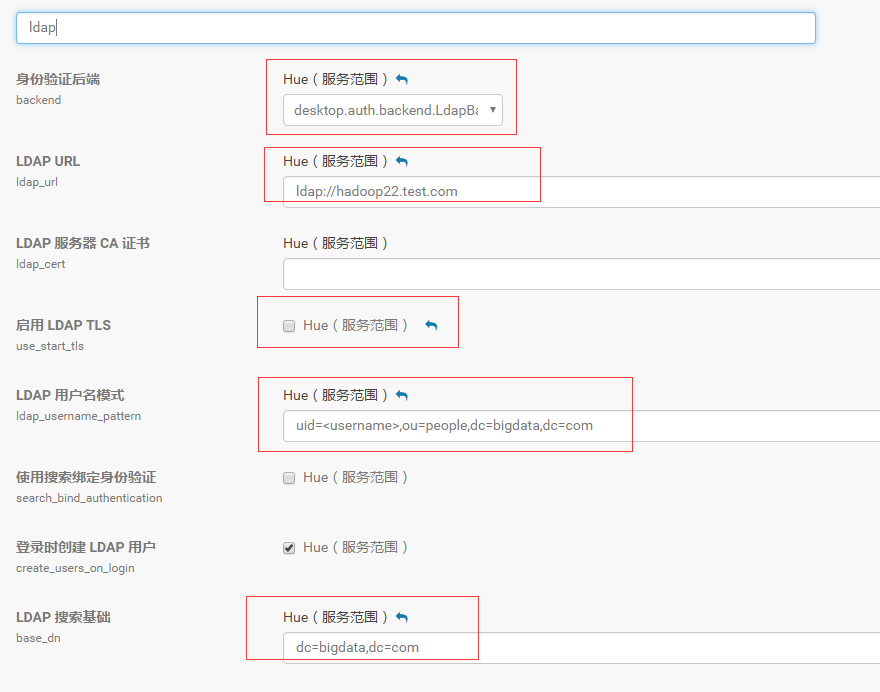 ldap
身份验证后端
backend
Hue（服务范围）
desktop.auth.backend.LdapBa
LDAP URL
ldap_url
Hue（服务范围）
ldap://hadoop22.test.com
LDAP 服务器 CA 证书
ldap_cert
Hue（服务范围）
启用 LDAP TLS
use_start_tls
Hue（服务范围）
LDAP 用户名模式
ldap_username_pattern
Hue（服务范围）
uid=<username>,ou=people,dc=bigdata,dc=com
使用搜索绑定身份验证
search_bind_authentication
Hue（服务范围）
登录时创建 LDAP 用户
create_users_on_login
Hue（服务范围）
LDAP 搜索基础
base_dn
Hue（服务范围）
dc=bigdata,dc=com